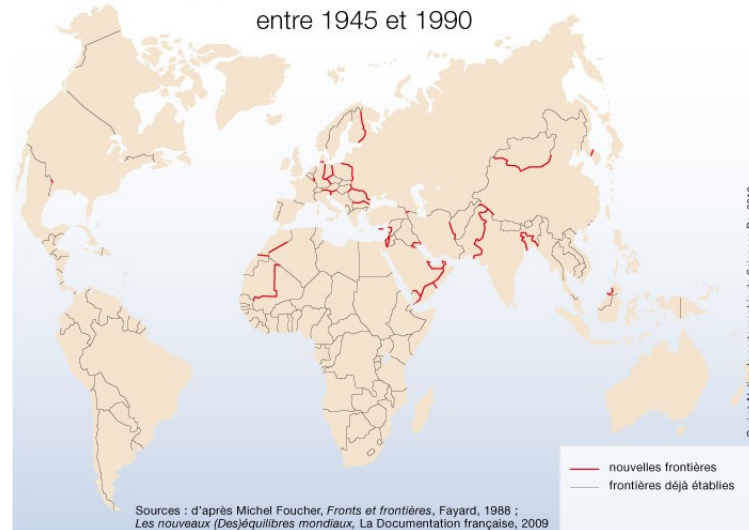 entre 1945 et 1990
nouvelles frontières
frontières déjà établies
Sources : d'après Michel Foucher, Fronts et frontières, Fayard, 1988 ;
Les nouveaux (Des)équilibres mondiaux, La Documentation française, 2009